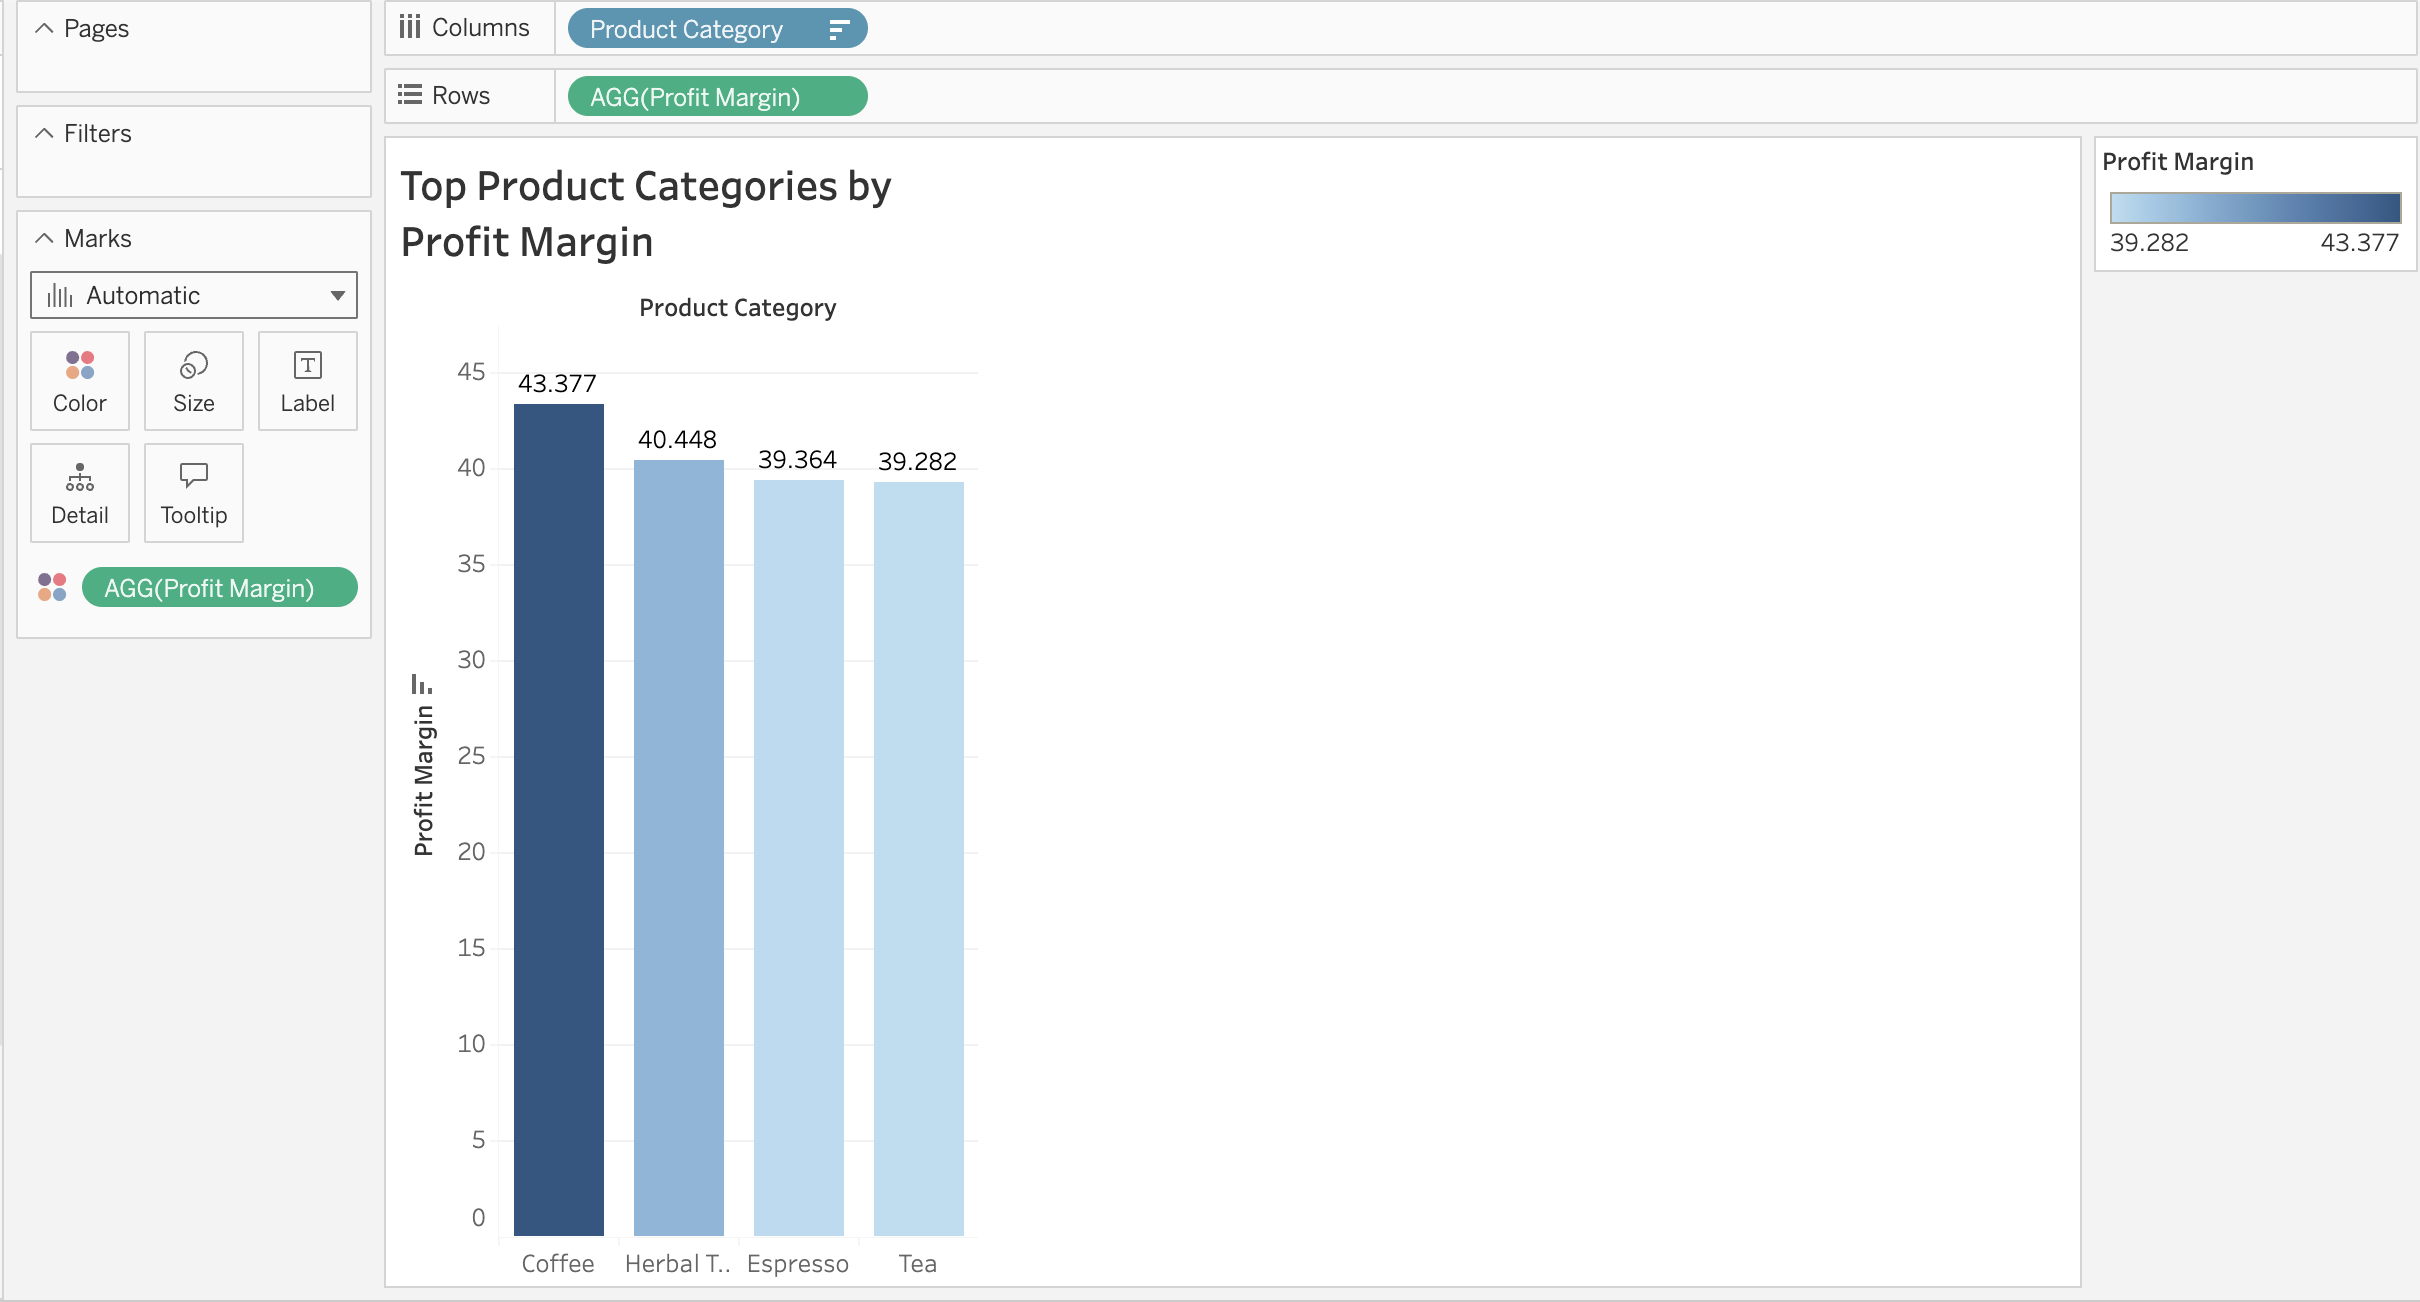 Pages
Filters
Marks
Automatic
Color
Size
Label
Detail
Tooltip
AGG(Profit Margin)
Columns
Product Category
Rows
AGG(Profit Margin)
Top Product Categories by
Profit Margin
Product Category
Profit Margin
45
40
35
30
25
20
15
10
5
0
43.377
40.448
39.364
39.282
Coffee
Herbal T..
Espresso
Tea
Profit Margin
39.282
43.377